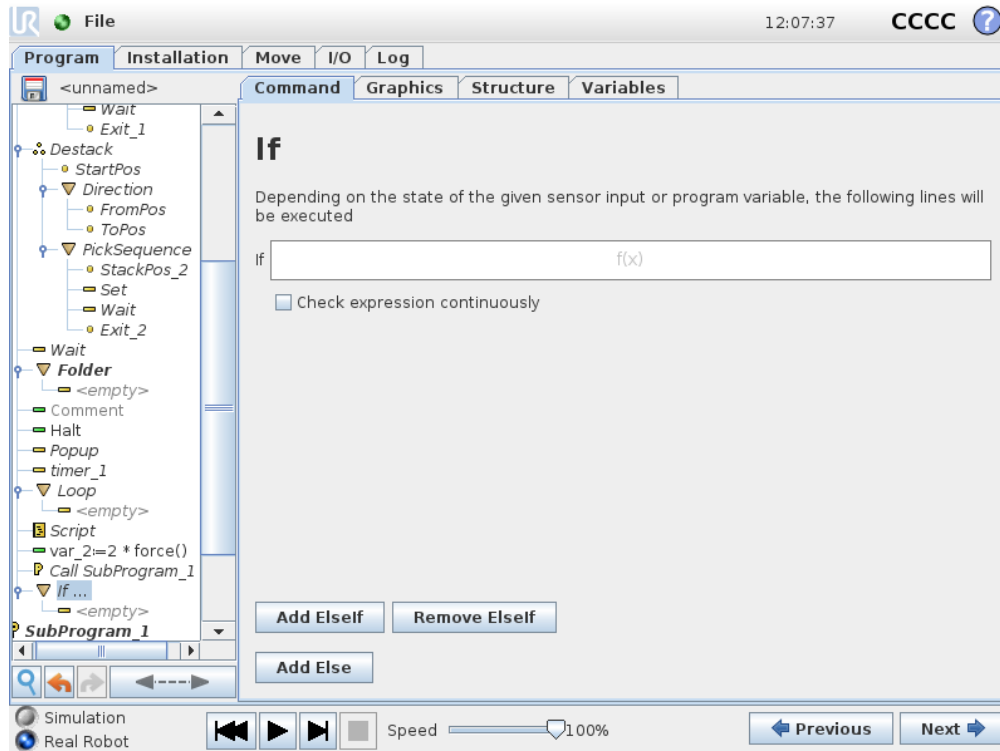 UR File 12:07:37 CCCC ?
Program Installation Move I/O Log
<unnamed>
Command Graphics Structure Variables
Wait
Exit_1
Destack
StartPos
Direction
FromPos
ToPos
PickSequence
StackPos_2
Set
Wait
Exit_2
Wait
Folder
<empty>
Comment
Halt
Popup
timer_1
Loop
<empty>
Script
var_2:=2 * force()
P Call SubProgram_1
If ...
<empty>
P SubProgram_1
If
Depending on the state of the given sensor input or program variable, the following lines will
be executed
If f(x)
Check expression continuously
Add ElseIf Remove ElseIf
Add Else
Simulation
Real Robot
Speed 100%
Previous Next